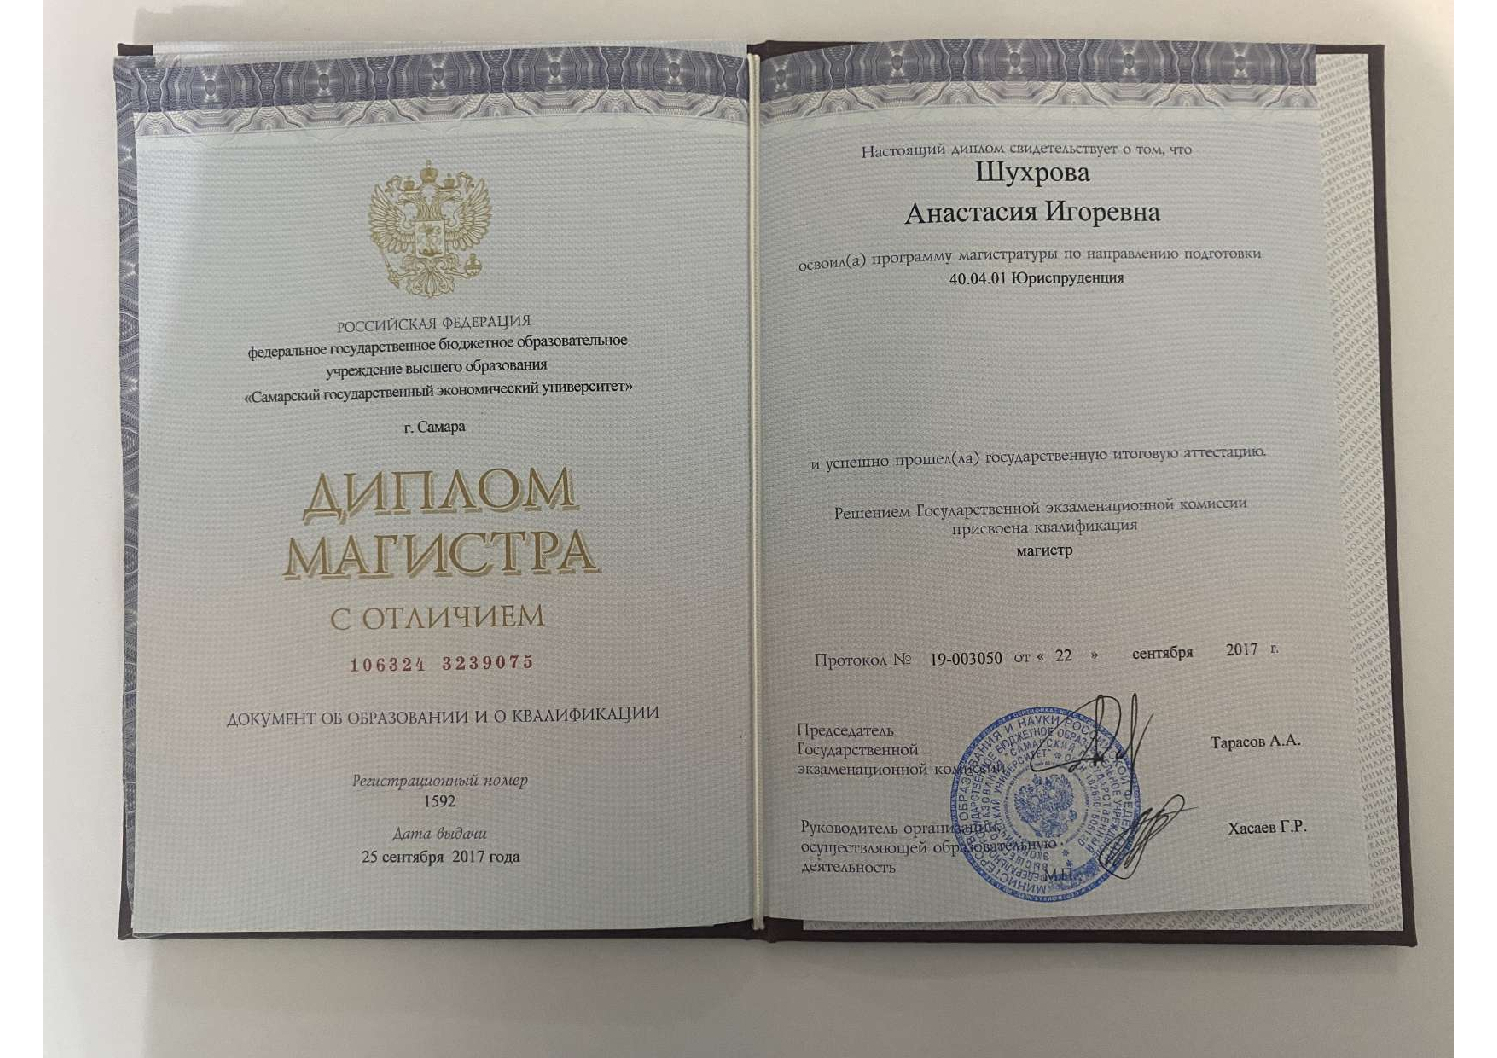 РОССИЙСКАЯ ФЕДЕРАЦИЯ
федеральное государственное бюджетное образовательное
учреждение высшего образования
«Самарский государственный экономический университет»
г. Самара
ДИПЛОМ
МАГИСТРА
С ОТЛИЧИЕМ
106324 3239075
ДОКУМЕНТ ОБ ОБРАЗОВАНИИ И О КВАЛИФИКАЦИИ
Регистрационный номер
1592
Дата выдачи
25 сентября 2017 года
Настоящий диплом свидетельствует о том, что
Шухрова
Анастасия Игоревна
освоил(а) программу магистратуры по направлению подготовки
40.04.01 Юриспруденция
и успешно прошел(ла) государственную итоговую аттестацию.
Решением Государственной экзаменационной комиссии
присвоена квалификация
магистр
Протокол № 19-003050 от « 22 » сентября 2017 г.
Председатель
Государственной
экзаменационной комиссии
Тарасов А.А.
Руководитель организации,
осуществляющей образовательную
деятельность
Хасаев Г.Р.
М.П.